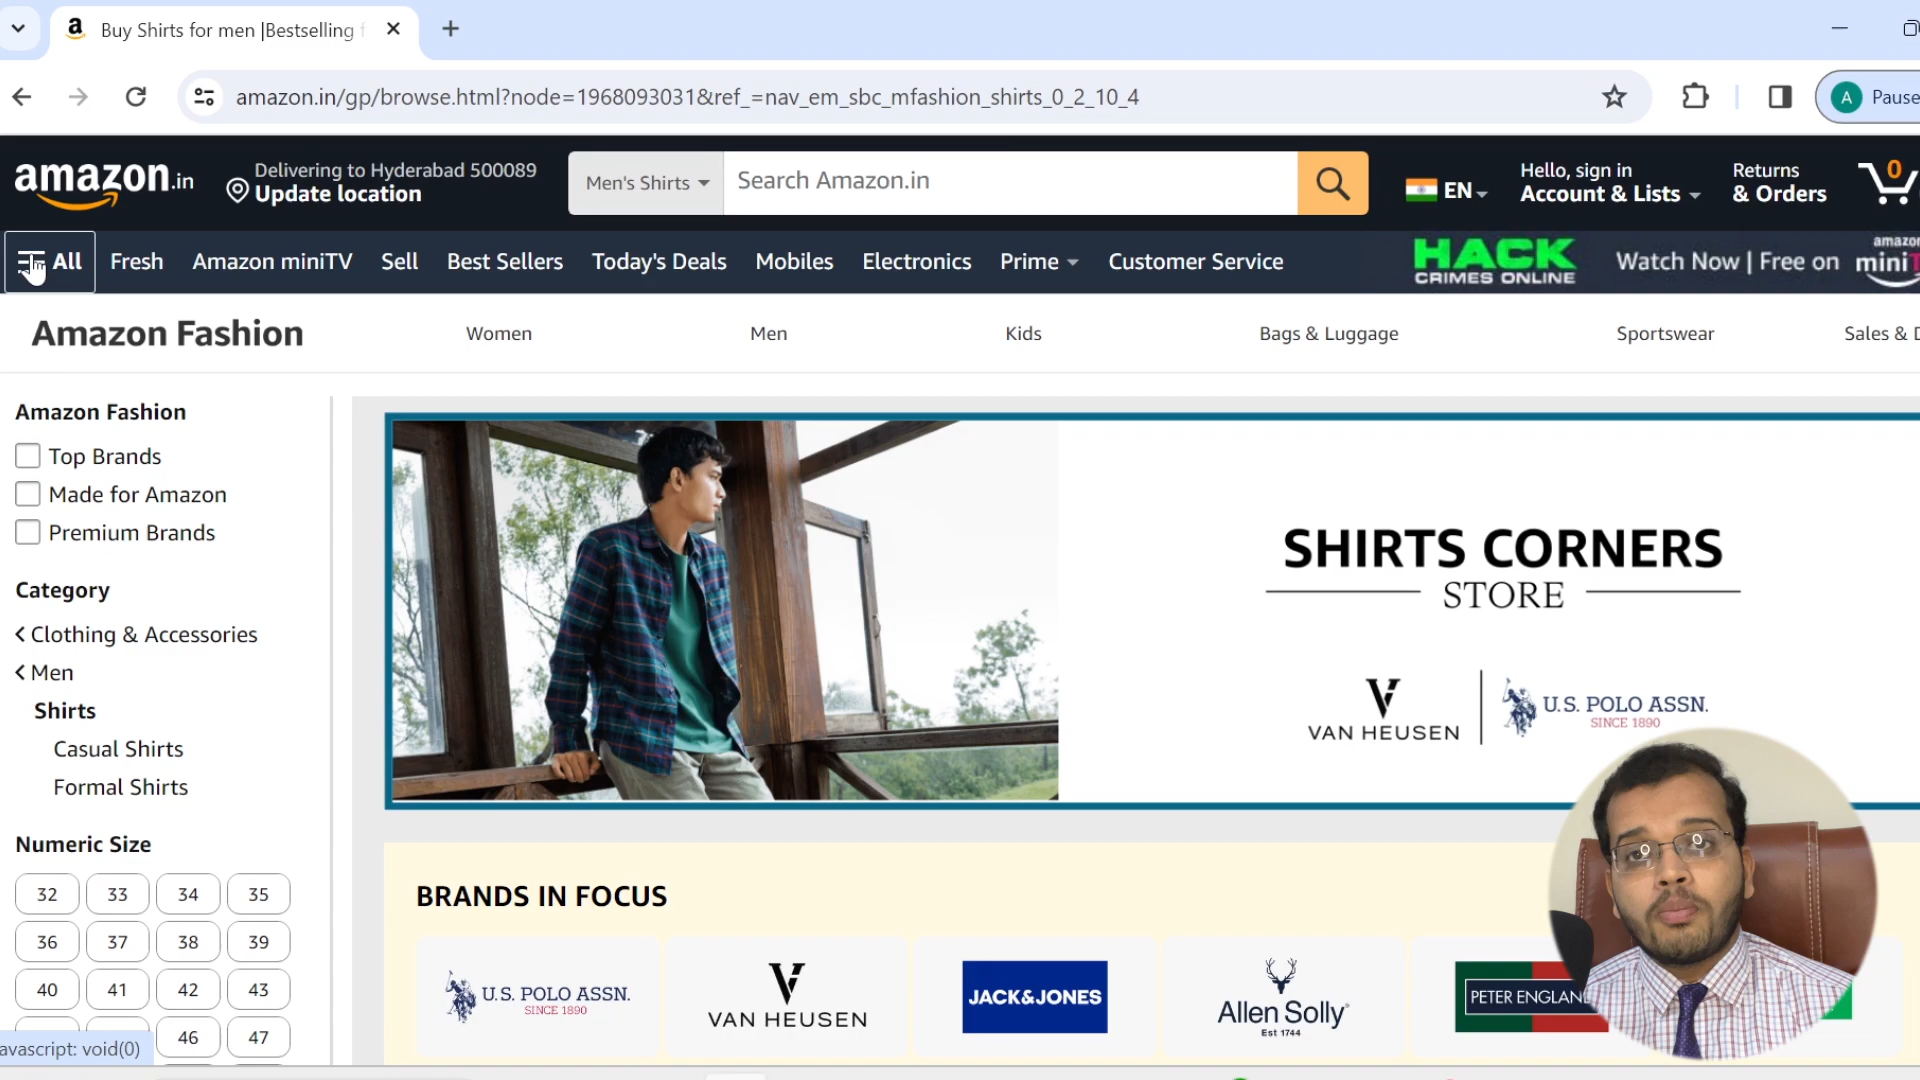 Buy Shirts for men |Bestselling
amazon.in/gp/browse.html?node=1968093031&ref_=nav_em_sbc_mfashion_shirts_0_2_10_4
A Pause
amazon.in
Delivering to Hyderabad 500089
Update location
Men's Shirts
Search Amazon.in
EN
Hello, sign in
Account & Lists
Returns
& Orders
0
All
Fresh
Amazon miniTV
Sell
Best Sellers
Today's Deals
Mobiles
Electronics
Prime
Customer Service
HACK
CRIMES ONLINE
Watch Now | Free on
amazon
miniT
Amazon Fashion
Women
Men
Kids
Bags & Luggage
Sportswear
Sales &
Amazon Fashion
Top Brands
Made for Amazon
Premium Brands
Category
Clothing & Accessories
Men
Shirts
Casual Shirts
Formal Shirts
Numeric Size
32 33 34 35
36 37 38 39
40 41 42 43
46 47
avascript: void(0)
SHIRTS CORNERS
STORE
VAN HEUSEN
U.S. POLO ASSN.
SINCE 1890
BRANDS IN FOCUS
U.S. POLO ASSN.
SINCE 1890
VAN HEUSEN
JACK&JONES
Allen Solly
Est 1744
PETER ENGLAN